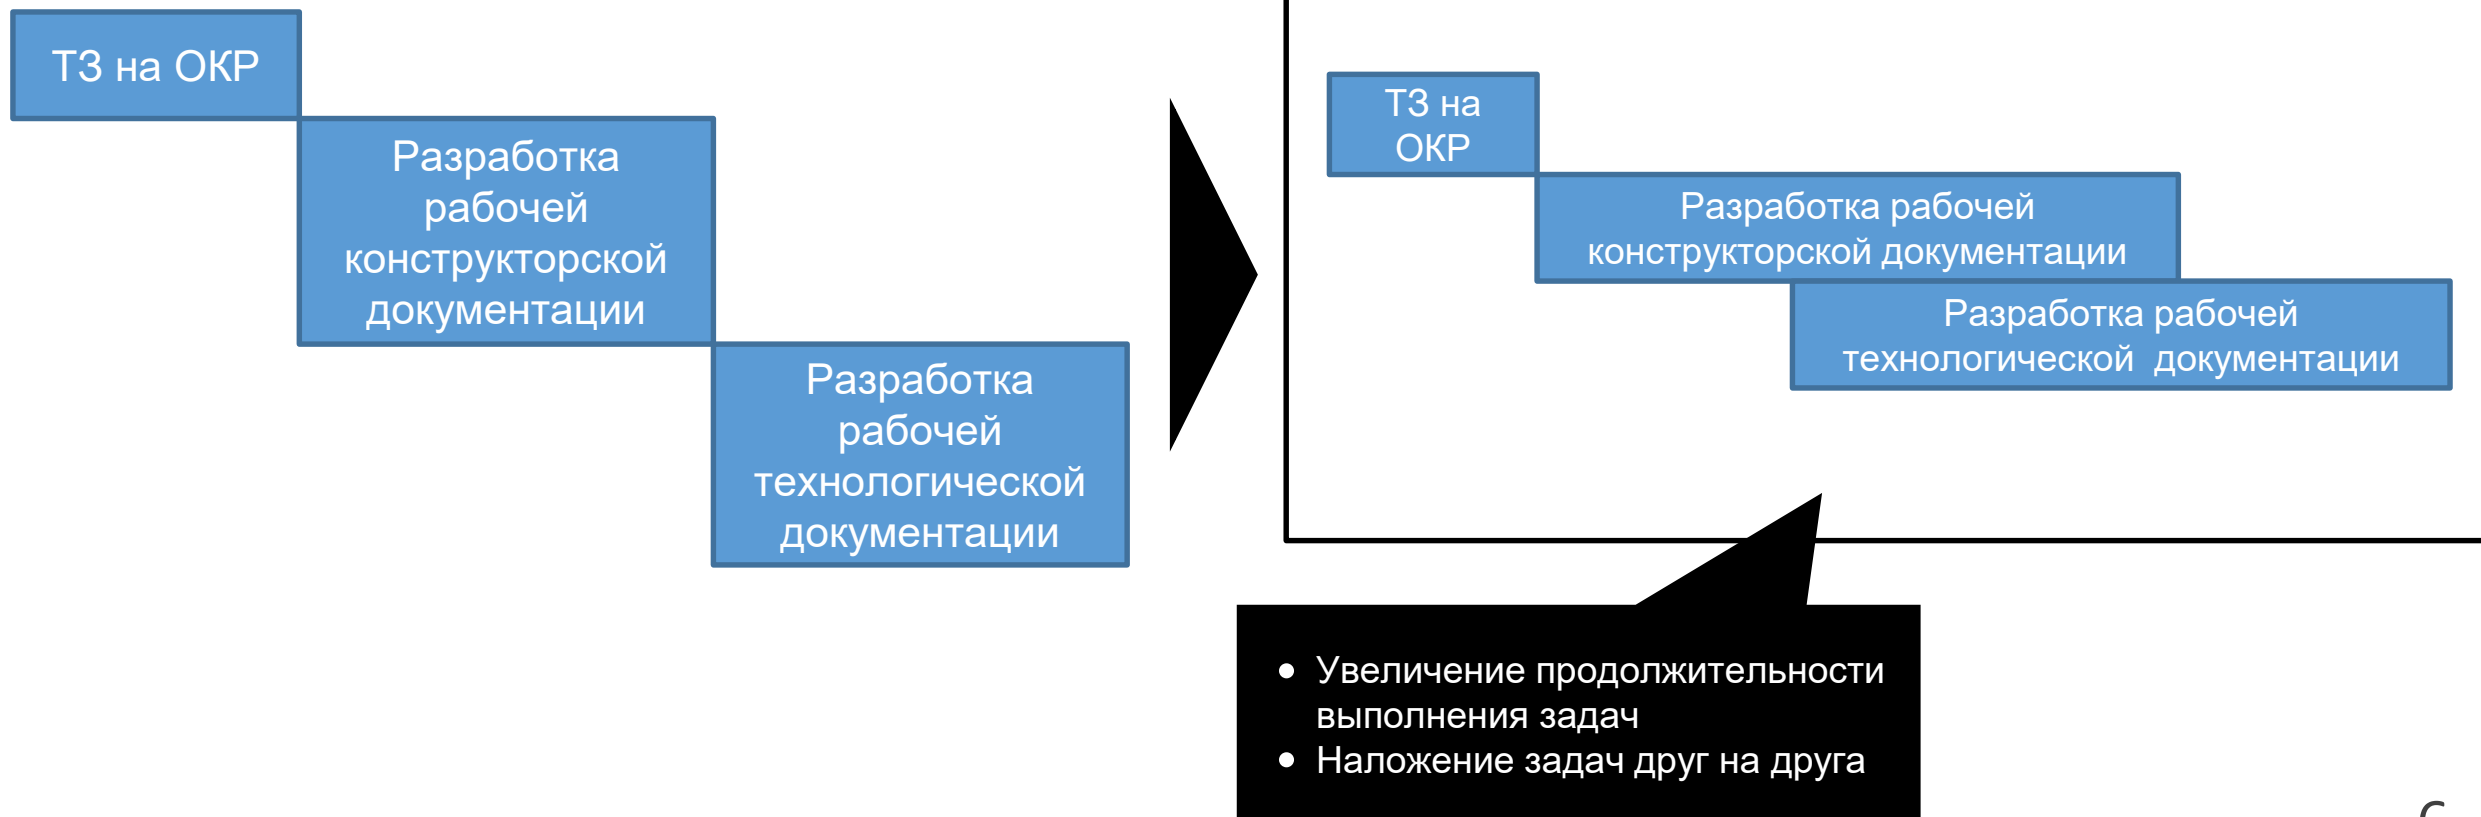 ТЗ на ОКР
Разработка
рабочей
конструкторской
документации
Разработка
рабочей
технологической
документации
ТЗ на
ОКР
Разработка рабочей
конструкторской документации
Разработка рабочей
технологической  документации
• Увеличение продолжительности
выполнения задач
• Наложение задач друг на друга